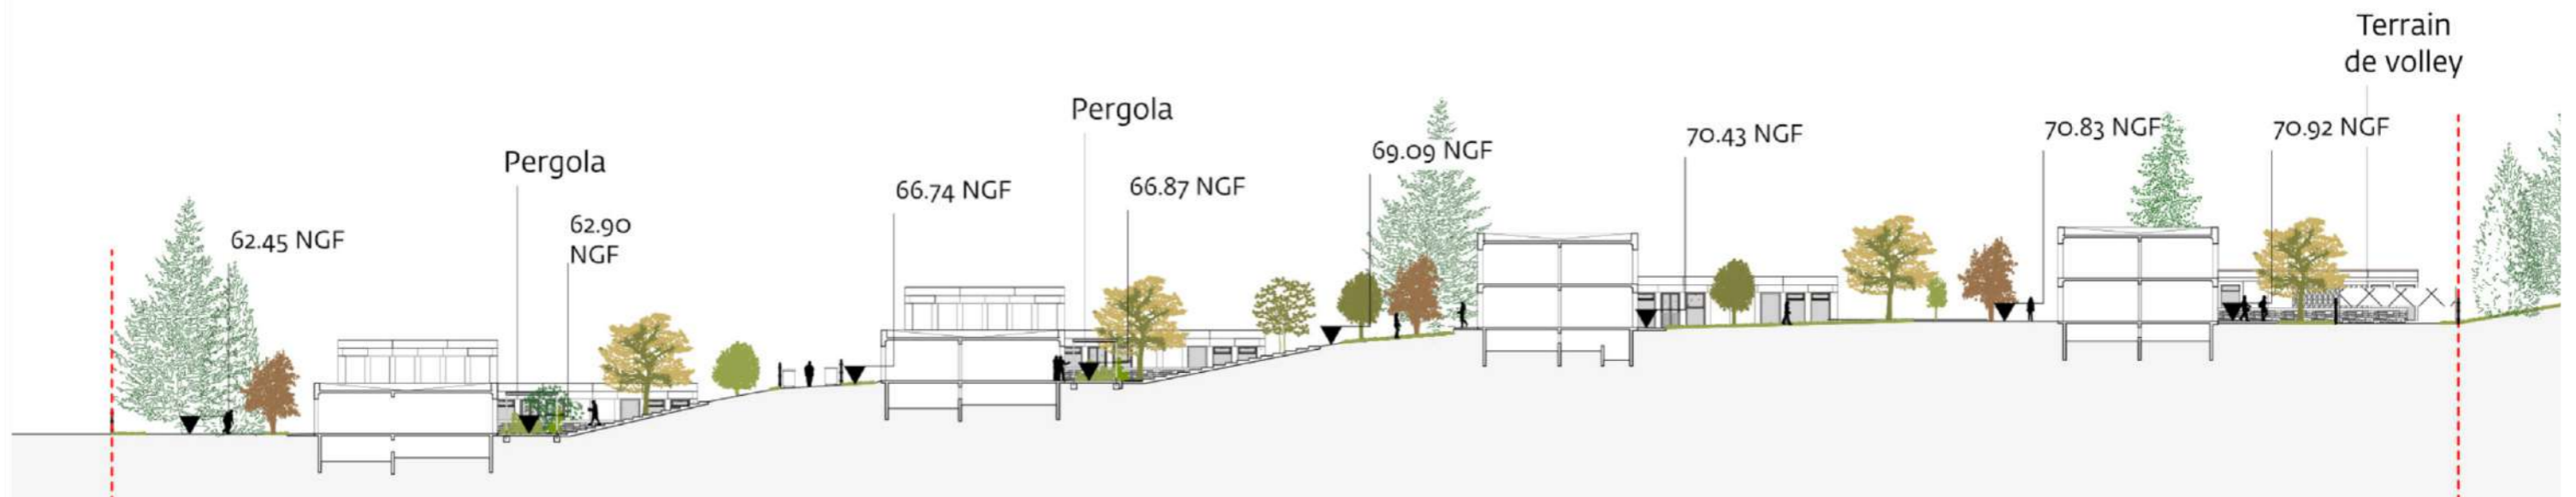 Terrain
de volley
Pergola
70.43 NGF
70.83 NGF
70.92 NGF
69.09 NGF
Pergola
66.74 NGF
66.87 NGF
62.45 NGF
62.90
NGF